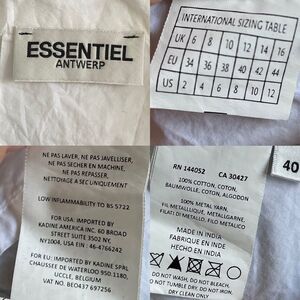 ESSENTIEL
ANTWERP
INTERNATIONAL SIZING TABLE
UK 6 8 10 12 14 16
EU 34 36 38 40 42 44
US 2 4 6 8 10 12
NE PAS LAVER, NE PAS JAVELLISER,
NE PAS SECHER EN MACHINE,
NE PAS REPASSER,
NETTOYAGE A SEC UNIQUEMENT
LOW INFLAMMABILITY TO BS 5722
FOR USA: IMPORTED BY
KADINE AMERICA INC. 60 BROAD
STREET SUITE 3502 NY,
NY1004, USA EIN: 46-4766242
FOR EU: IMPORTED BY KADINE SPRL
CHAUSSEE DE WATERLOO 950,1180,
UCCLE, BELGIUM
VAT NO. BE0437 697256
RN 144052 CA 30427
100% COTTON, COTON,
BAUMWOLLE, KATOEN, COTON, ALGODON
100% METAL YARN,
FIL METALLIQUE, METALLGARNE,
FILATI DI METALLO, FILO METALICO
MADE IN INDIA
FABRIQUE EN INDE
HECHO EN INDIA
DO NOT WASH, DO NOT BLEACH,
DO NOT TUMBLE DRY, DO NOT IRON,
DRY CLEAN ONLY
40